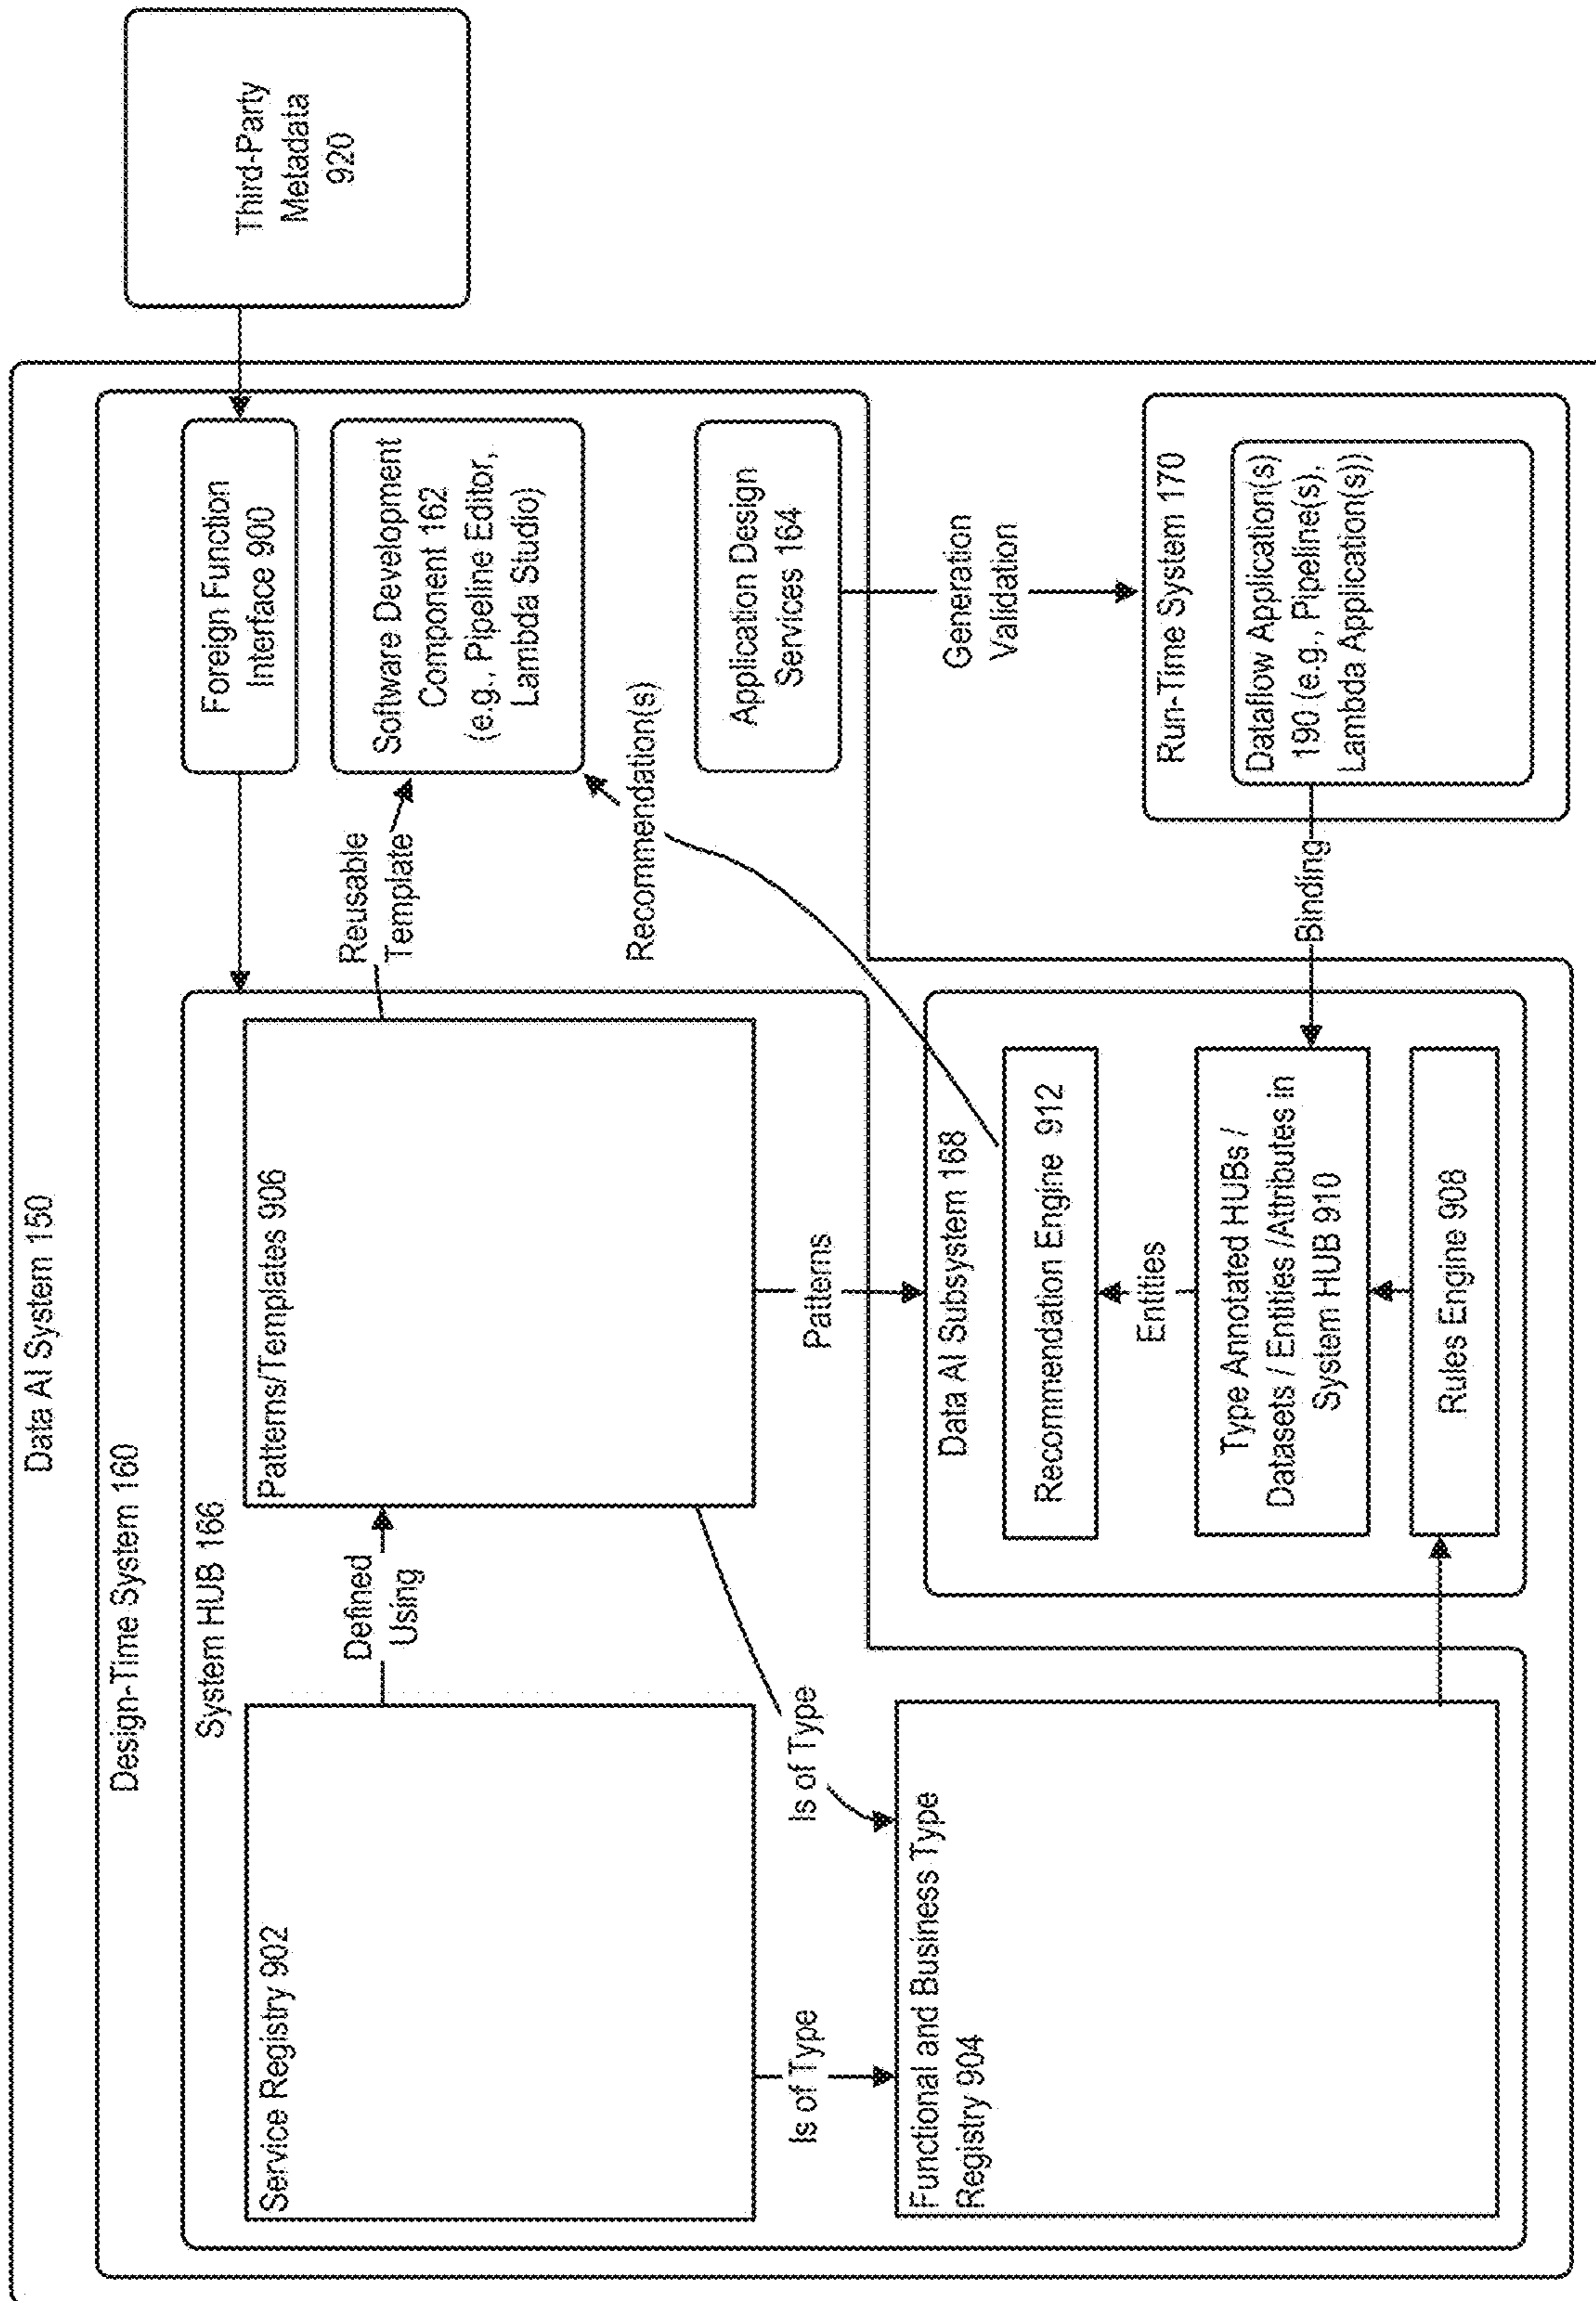 Data AI System 150
Design-Time System 160
System HUB 166
Service Registry 902
Defined
Using
Patterns/Templates 906
Reusable
Template
Foreign Function
Interface 900
Third-Party
Metadata
920
Software Development
Component 162
(e.g., Pipeline Editor,
Lambda Studio)
Recommendation(s)
Application Design
Services 164
Is of Type
Is of Type
Patterns
Functional and Business Type
Registry 904
Data AI Subsystem 168
Recommendation Engine 912
Entities
Type Annotated HUBs /
Datasets / Entities /Attributes in
System HUB 910
Rules Engine 908
Binding
Generation
Validation
Run-Time System 170
Dataflow Application(s)
190 (e.g., Pipeline(s),
Lambda Application(s))